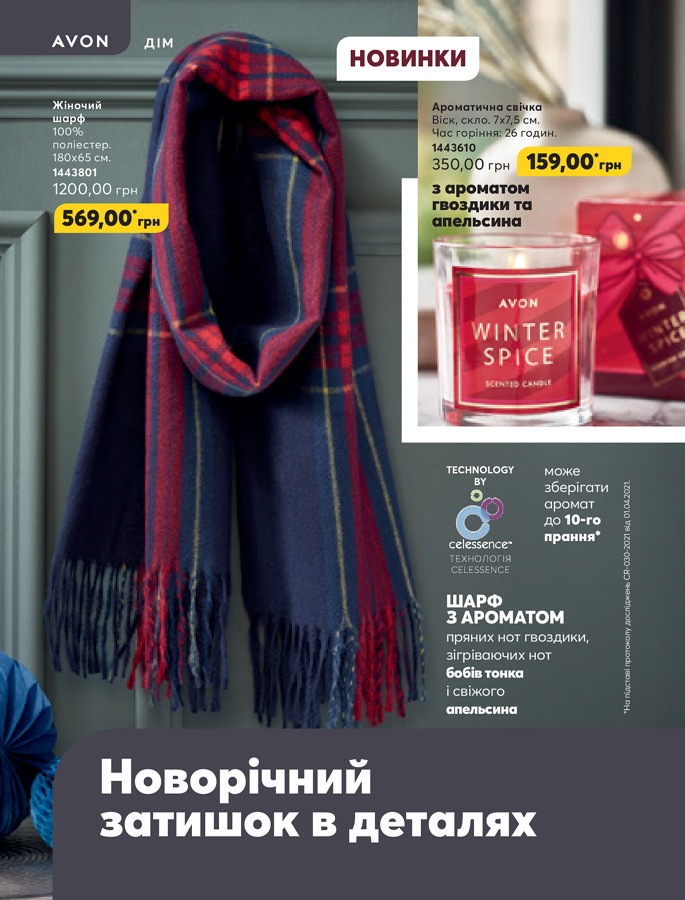 AVON ДІМ
НОВИНКИ
Жіночий
шарф
100%
поліестер.
180х65 см.
1443801
1200,00 грн
569,00*грн
Ароматична свічка
Віск, скло. 7х7,5 см.
Час горіння: 26 годин.
1443610
350,00 грн 159,00*грн
з ароматом
гвоздики та
апельсина
AVON
WINTER
SPICE
SCENTED CANDLE
AVON
WINTER
SPICE
TECHNOLOGY
BY
celessence™
ТЕХНОЛОГІЯ
CELESSENCE
може
зберігати
аромат
до 10-го
прання*
ШАРФ
З АРОМАТОМ
пряних нот гвоздики,
зігріваючих нот
бобів тонка
і свіжого
апельсина
*На підставі протоколу досліджень CR-030-2021 від 01.04.2021.
Новорічний
затишок в деталях